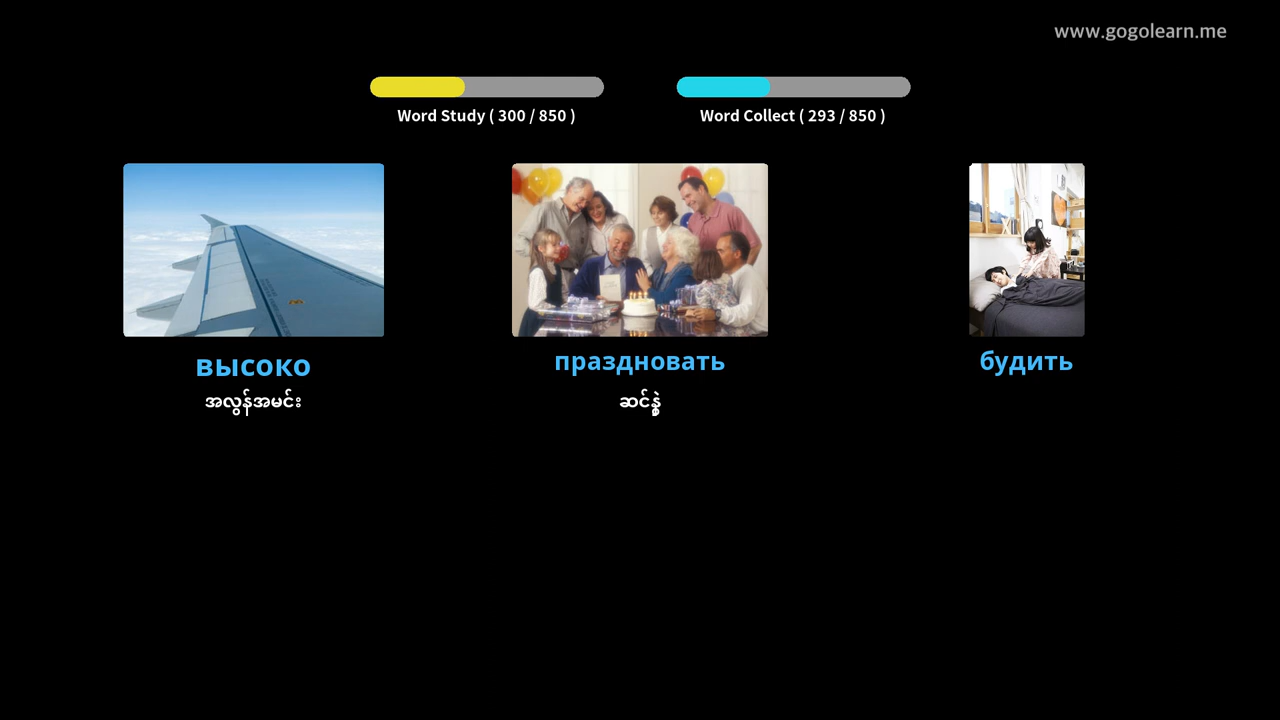 www.gogolearn.me
Word Study ( 300 / 850 )
Word Collect ( 293 / 850 )
высоко
праздновать
будить
အလွန်အမင်း
ဆင်နွှဲ